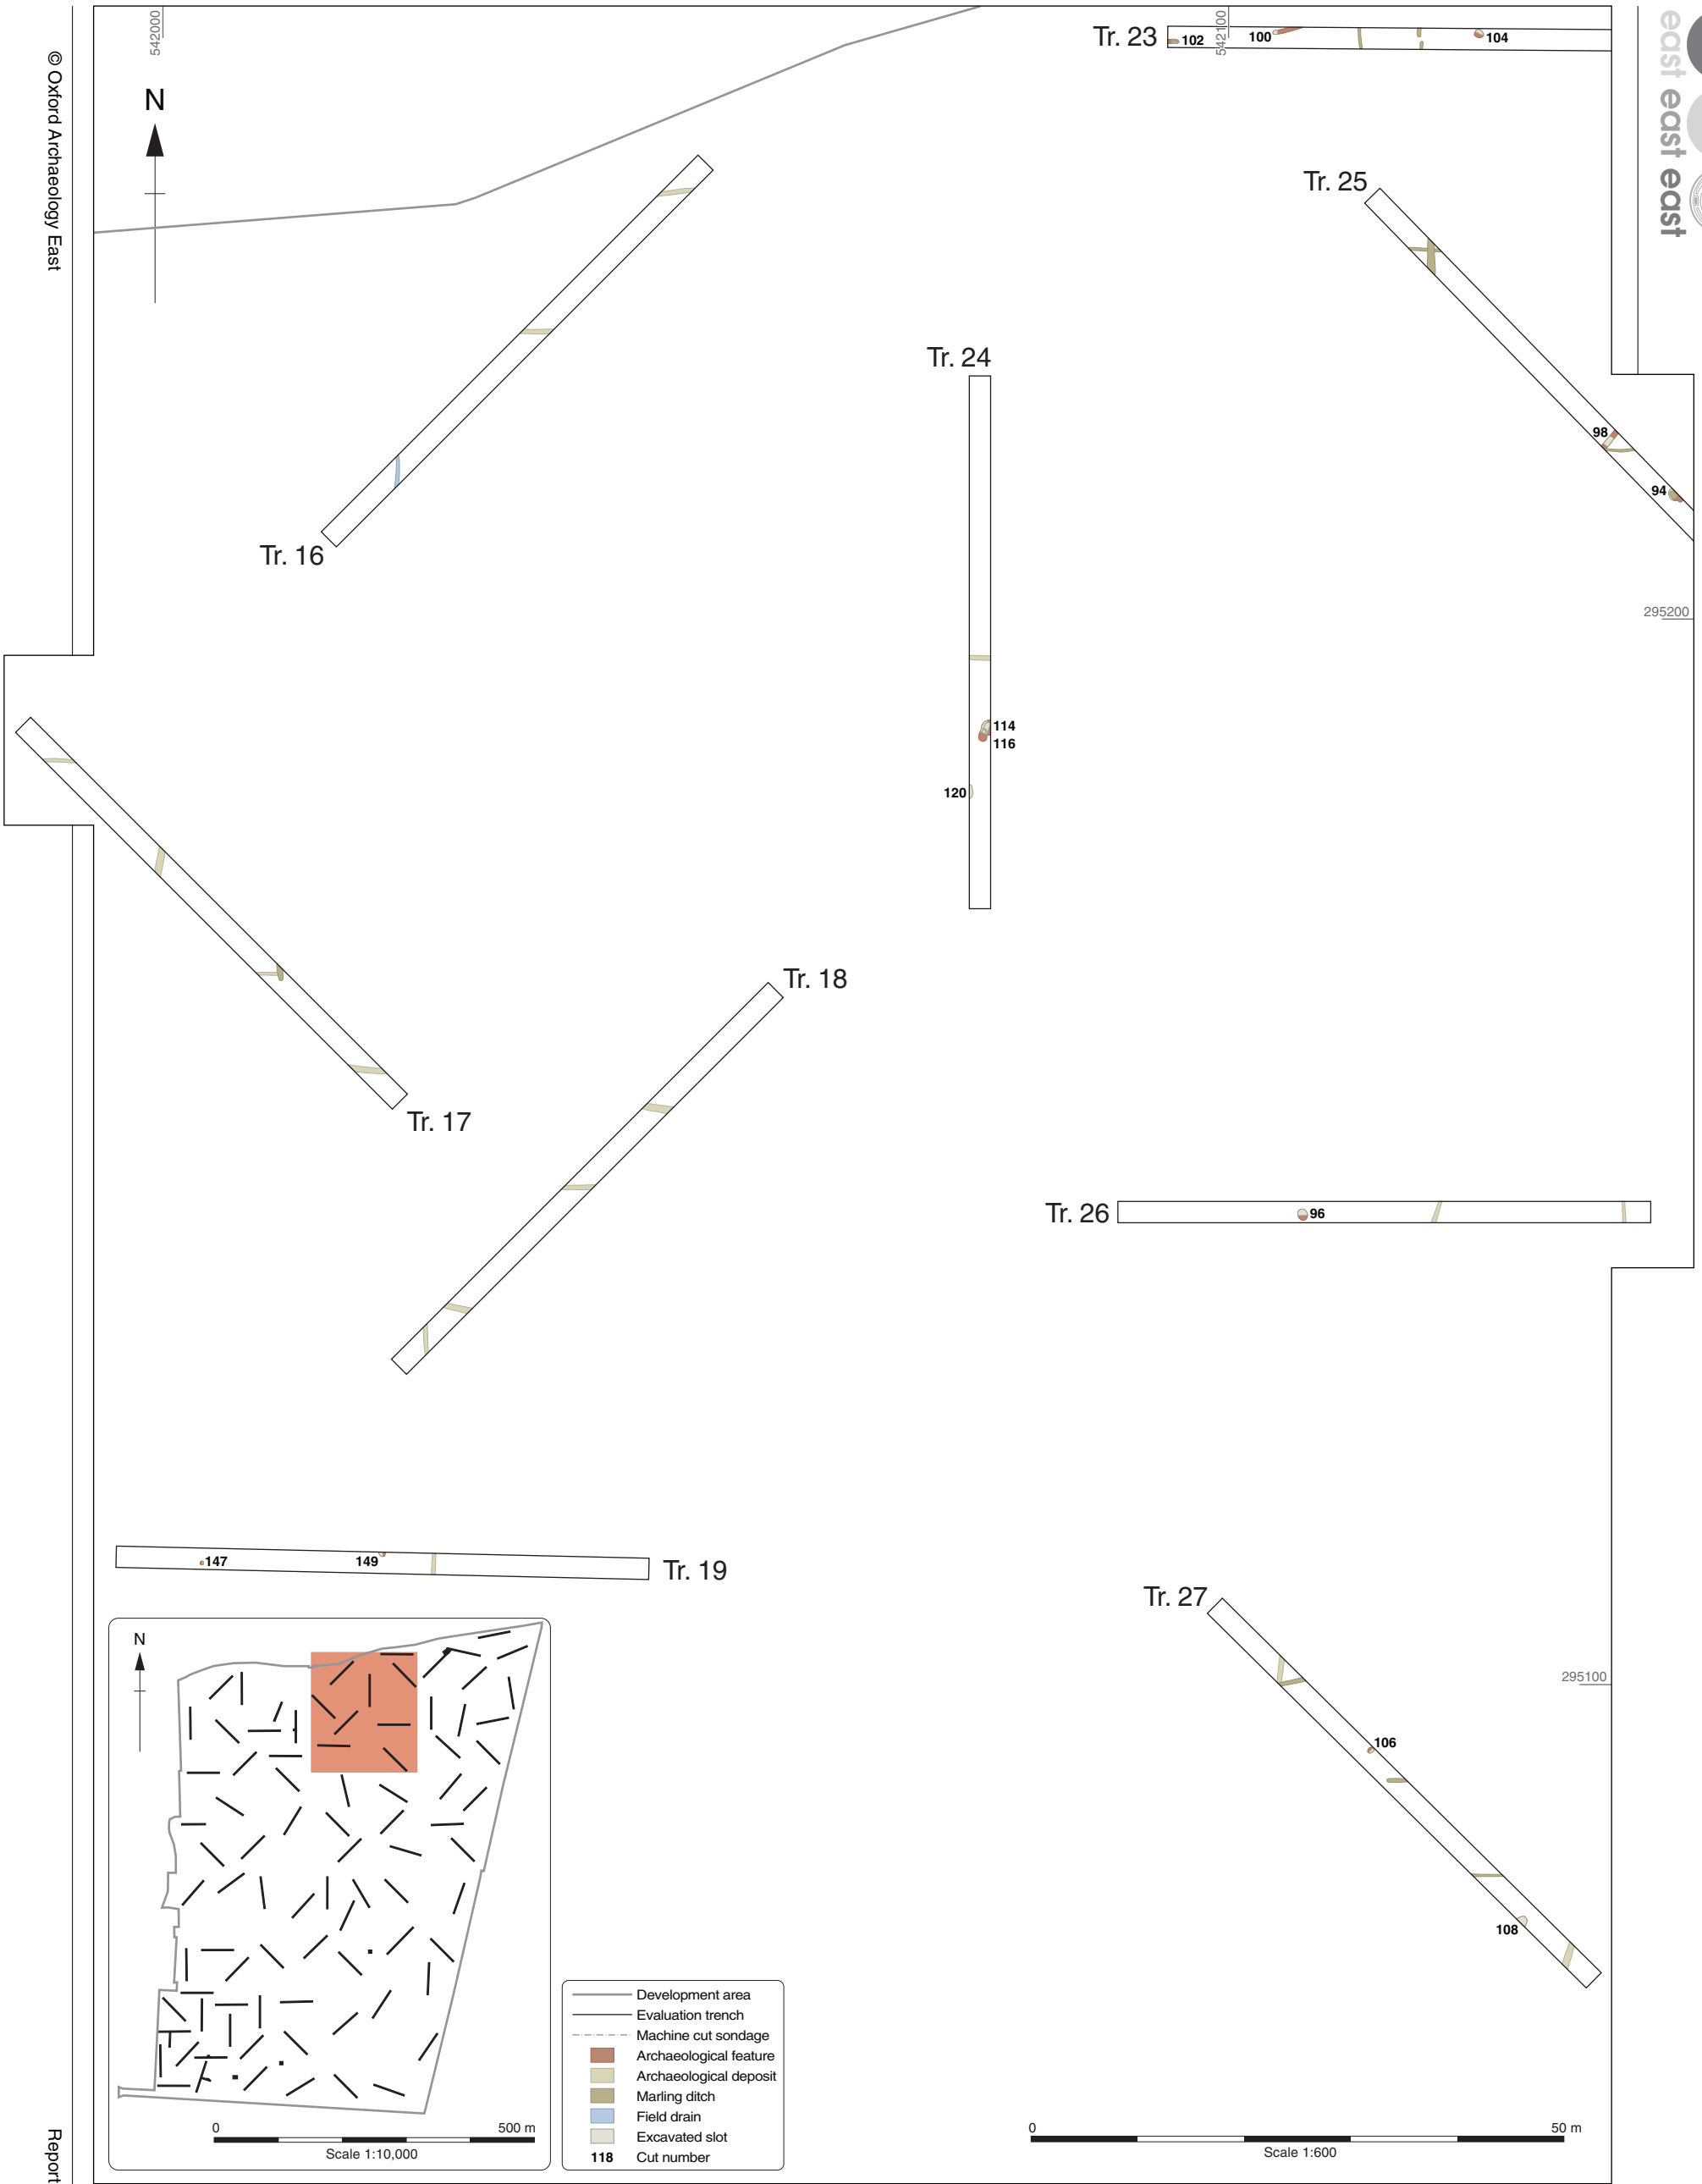 542000
542100
Tr. 23
102
100
104
east east east
© Oxford Archaeology East
N
Tr. 25
Tr. 24
98
94
Tr. 16
295200
114
116
120
Tr. 18
Tr. 17
Tr. 26
96
147
149
Tr. 19
Tr. 27
295100
106
108
N
0
500 m
Scale 1:10,000
Development area
Evaluation trench
Machine cut sondage
Archaeological feature
Archaeological deposit
Marling ditch
Field drain
Excavated slot
118 Cut number
0
50 m
Scale 1:600
Report